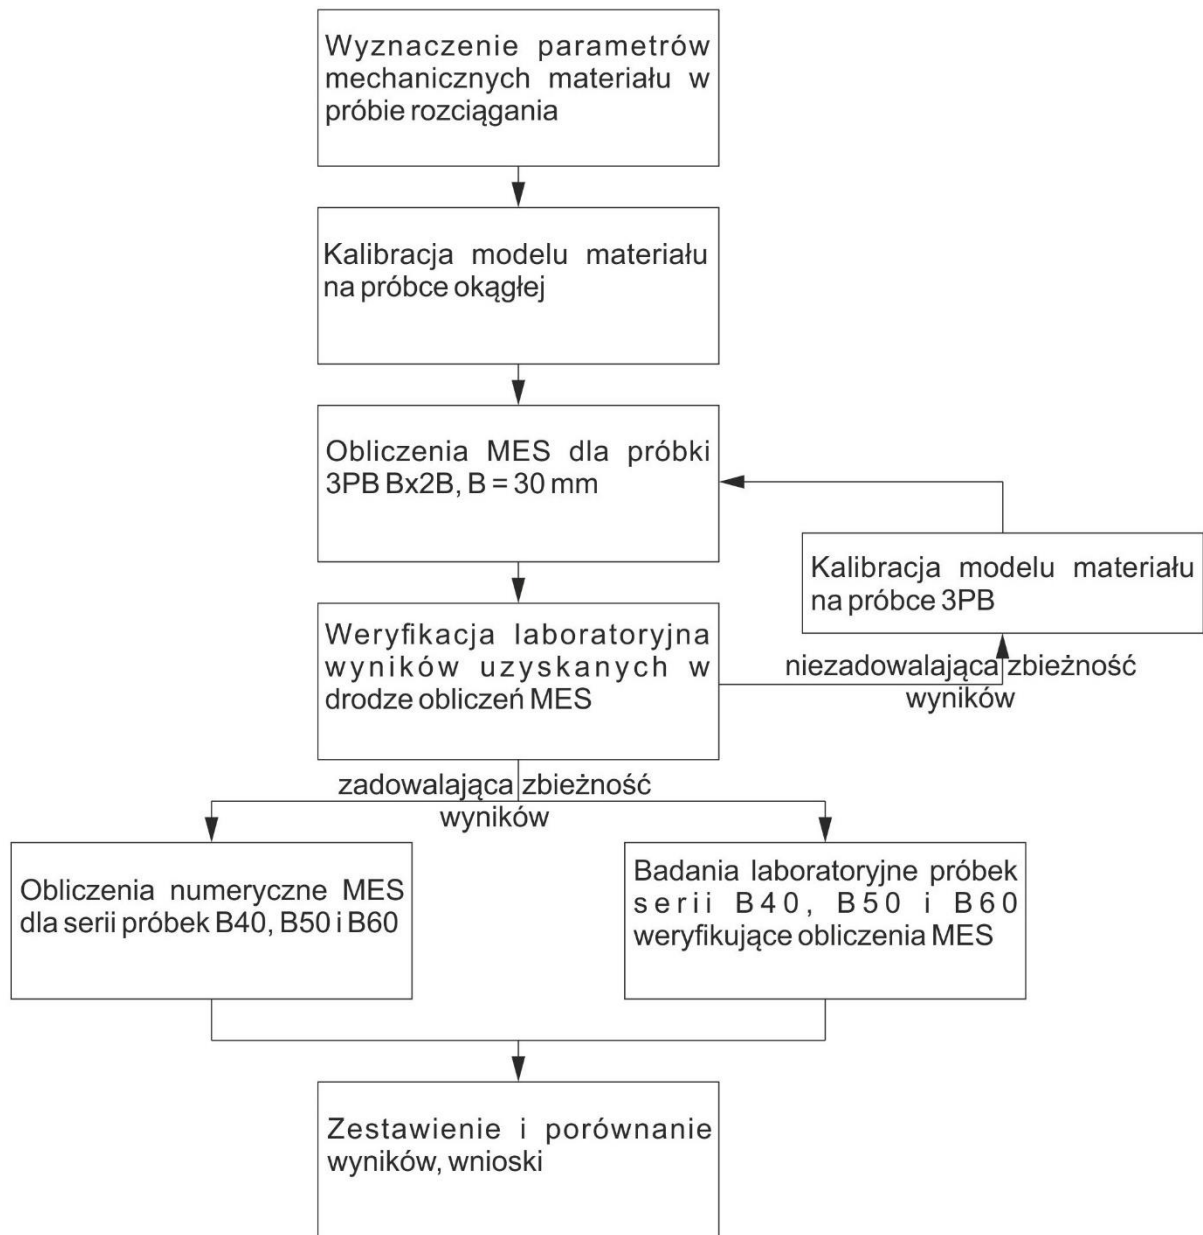 Wyznaczenie parametrów
mechanicznych materiału w
próbie rozciągania
Kalibracja modelu materiału
na próbce okągłej
Obliczenia MES dla próbki
3PB Bx2B, B = 30 mm
Kalibracja modelu materiału
na próbce 3PB
Weryfikacja laboratoryjna
wyników uzyskanych w
drodze obliczeń MES
niezadowalająca zbieżność
wyników
zadowalająca zbieżność
wyników
Obliczenia numeryczne MES
dla serii próbek B40, B50 i B60
Badania laboratoryjne próbek
serii B40, B50 i B60
weryfikujące obliczenia MES
Zestawienie i porównanie
wyników, wnioski